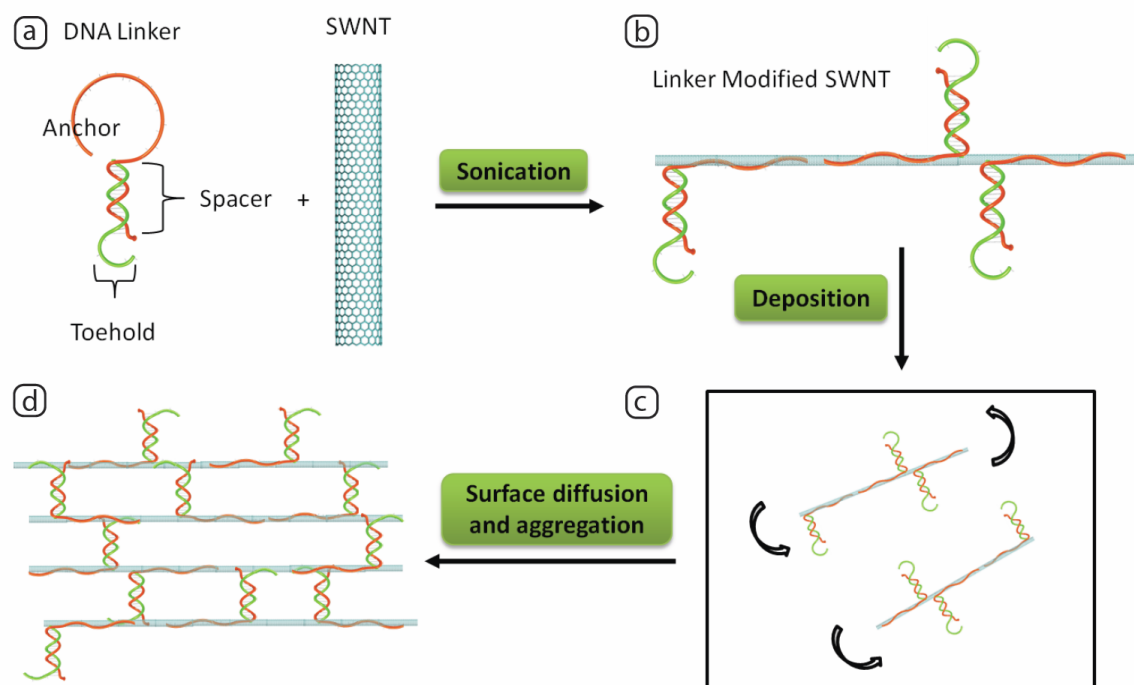 a
DNA Linker
SWNT
Anchor
Spacer
+
Toehold
Sonication
b
Linker Modified SWNT
Deposition
c
d
Surface diffusion
and aggregation